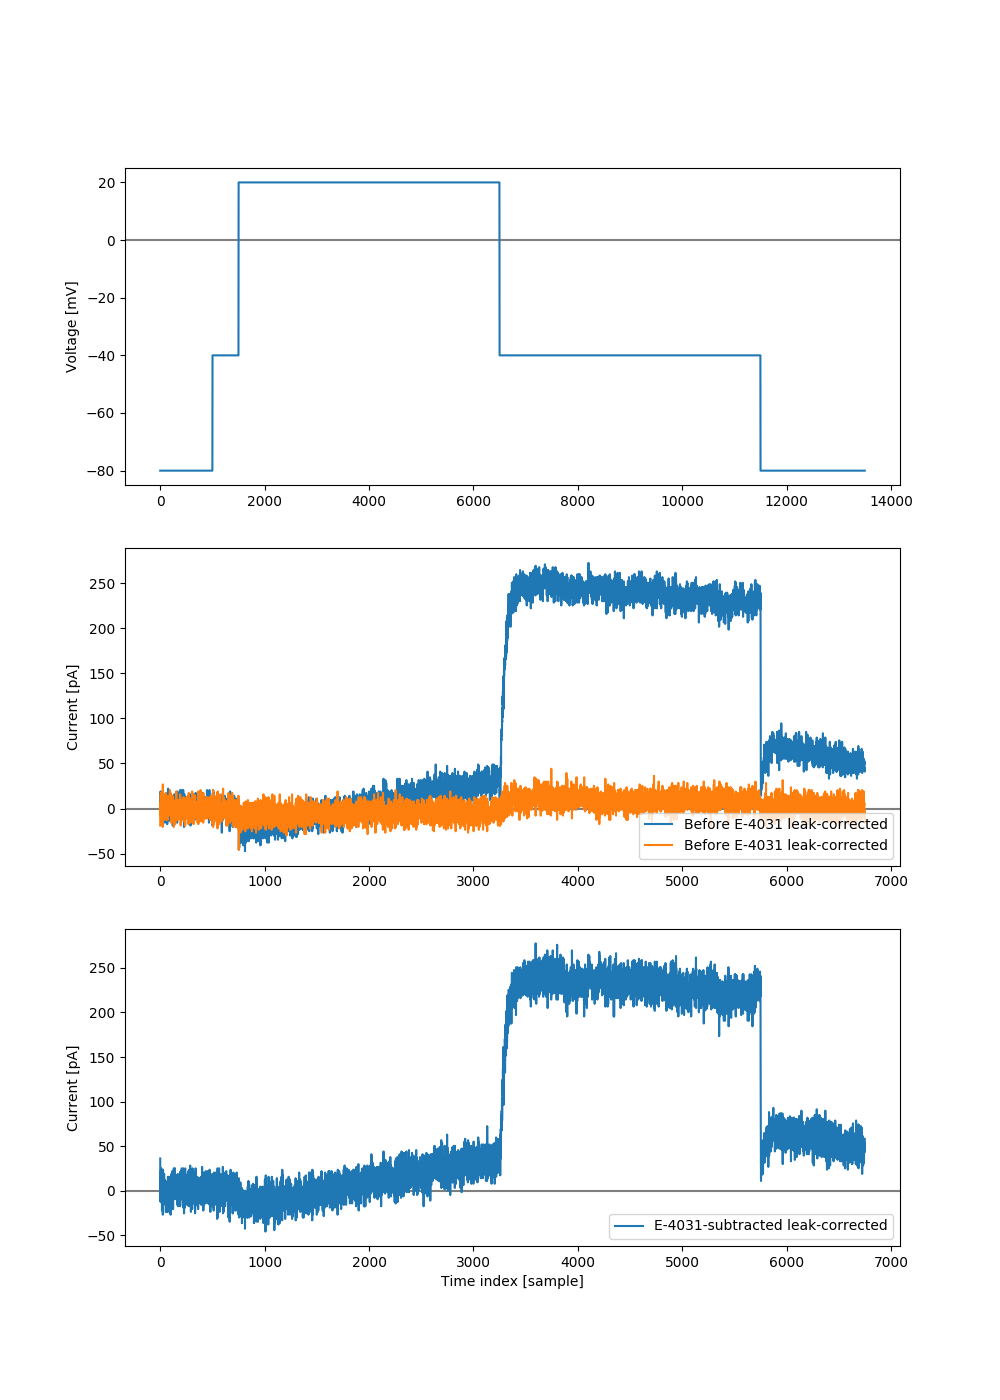 20
0
−20
−40
−60
−80
Voltage [mV]
0 2000 4000 6000 8000 10000 12000 14000
250
200
150
100
50
0
−50
Current [pA]
Before E-4031 leak-corrected
Before E-4031 leak-corrected
0 1000 2000 3000 4000 5000 6000 7000
250
200
150
100
50
0
−50
Current [pA]
E-4031-subtracted leak-corrected
0 1000 2000 3000 4000 5000 6000 7000
Time index [sample]